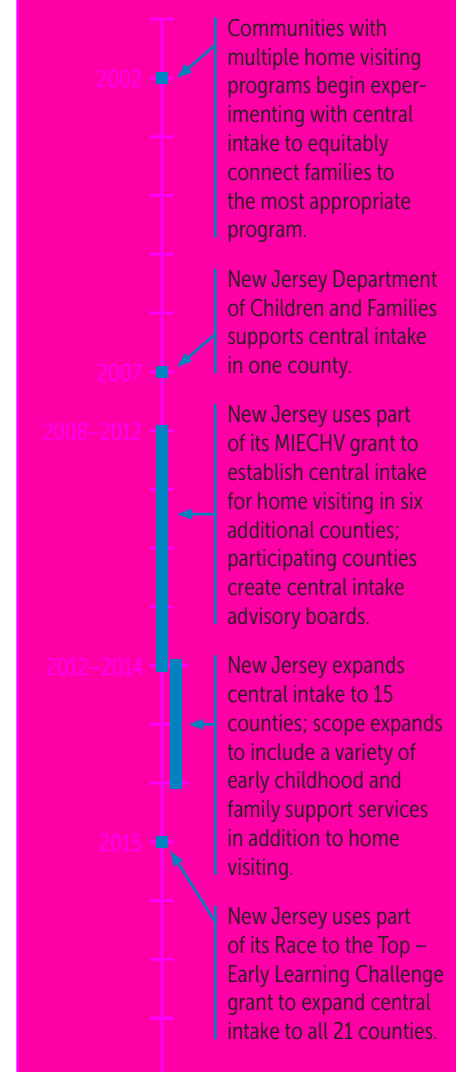 Communities with
multiple home visiting
programs begin exper-
imenting with central
intake to equitably
connect families to
the most appropriate
program.
2002
New Jersey Department
of Children and Families
supports central intake
in one county.
2007
New Jersey uses part
of its MIECHV grant to
establish central intake
for home visiting in six
additional counties;
participating counties
create central intake
advisory boards.
2008–2012
New Jersey expands
central intake to 15
counties; scope expands
to include a variety of
early childhood and
family support services
in addition to home
visiting.
2012–2014
2015
New Jersey uses part
of its Race to the Top –
Early Learning Challenge
grant to expand central
intake to all 21 counties.